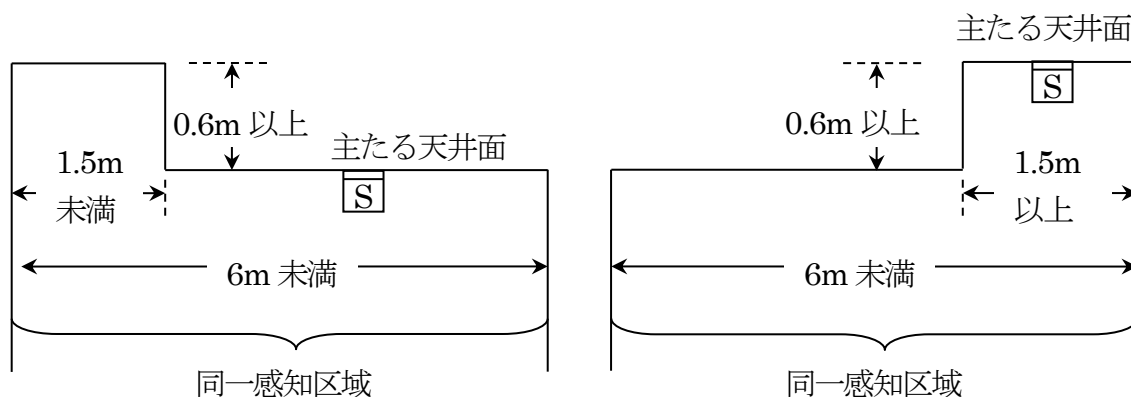 0.6m 以上
主たる天井面
S
1.5m
未満
6m 未満
同一感知区域
主たる天井面
S
0.6m 以上
1.5m
以上
6m 未満
同一感知区域